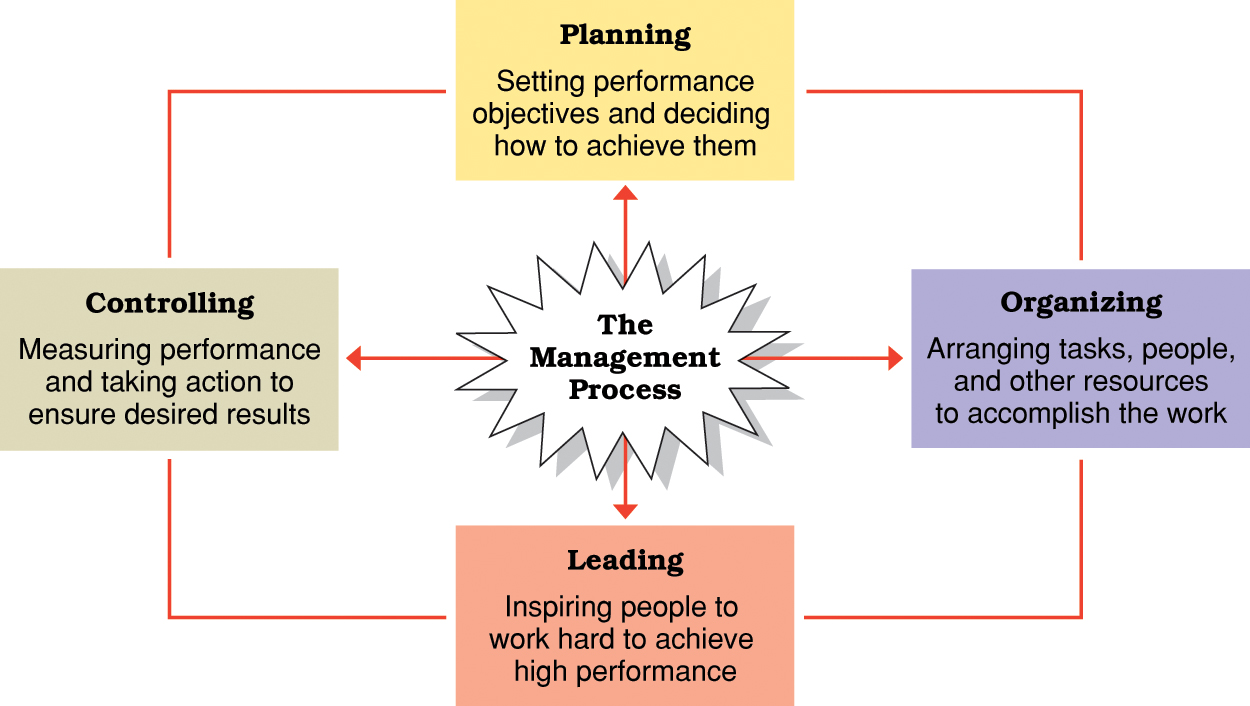 Planning
Setting performance
objectives and deciding
how to achieve them
Controlling
Measuring performance
and taking action to
ensure desired results
The
Management
Process
Organizing
Arranging tasks, people,
and other resources
to accomplish the work
Leading
Inspiring people to
work hard to achieve
high performance